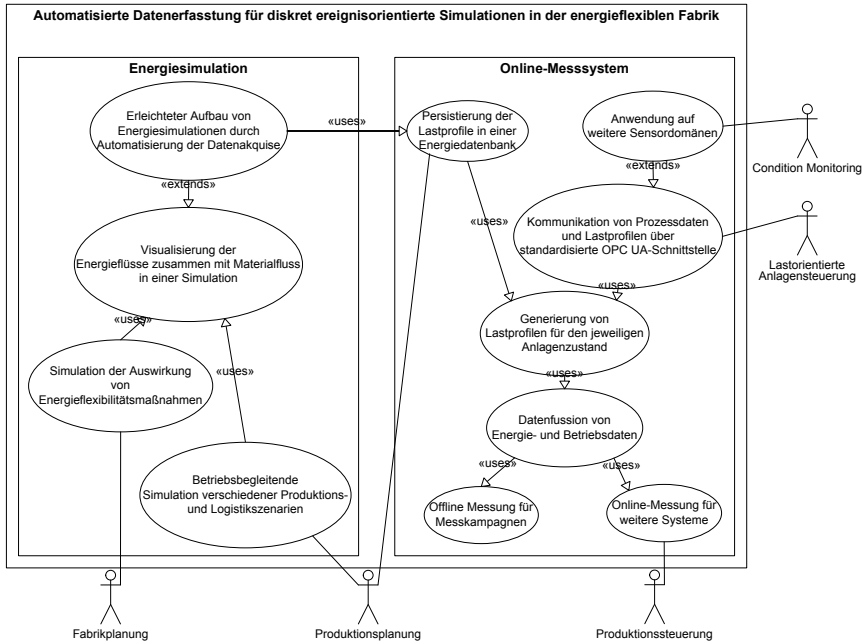 Automatisierte Datenerfasstung für diskret ereignisorientierte Simulationen in der energieflexiblen Fabrik
Energiesimulation
Erleichteter Aufbau von
Energiesimulationen durch
Automatisierung der Datenakquise
«uses»
«extends»
Visualisierung der
Energieflüsse zusammen mit Materialfluss
in einer Simulation
«uses»
Simulation der Auswirkung
von
Energieflexibilitätsmaßnahmen
«uses»
Betriebsbegleitende
Simulation verschiedener Produktions-
und Logistikszenarien
Online-Messsystem
Persistierung der
Lastprofile in einer
Energiedatenbank
Anwendung auf
weitere Sensordomänen
«extends»
«uses»
Kommunikation von Prozessdaten
und Lastprofilen über
standardisierte OPC UA-Schnittstelle
«uses»
Generierung von
Lastprofilen für den jeweiligen
Anlagenzustand
«uses»
Datenfussion von
Energie- und Betriebsdaten
«uses»
«uses»
Offline Messung für
Messkampagnen
Online-Messung für
weitere Systeme
Condition Monitoring
Lastorientierte
Anlagensteuerung
Fabrikplanung
Produktionsplanung
Produktionssteuerung